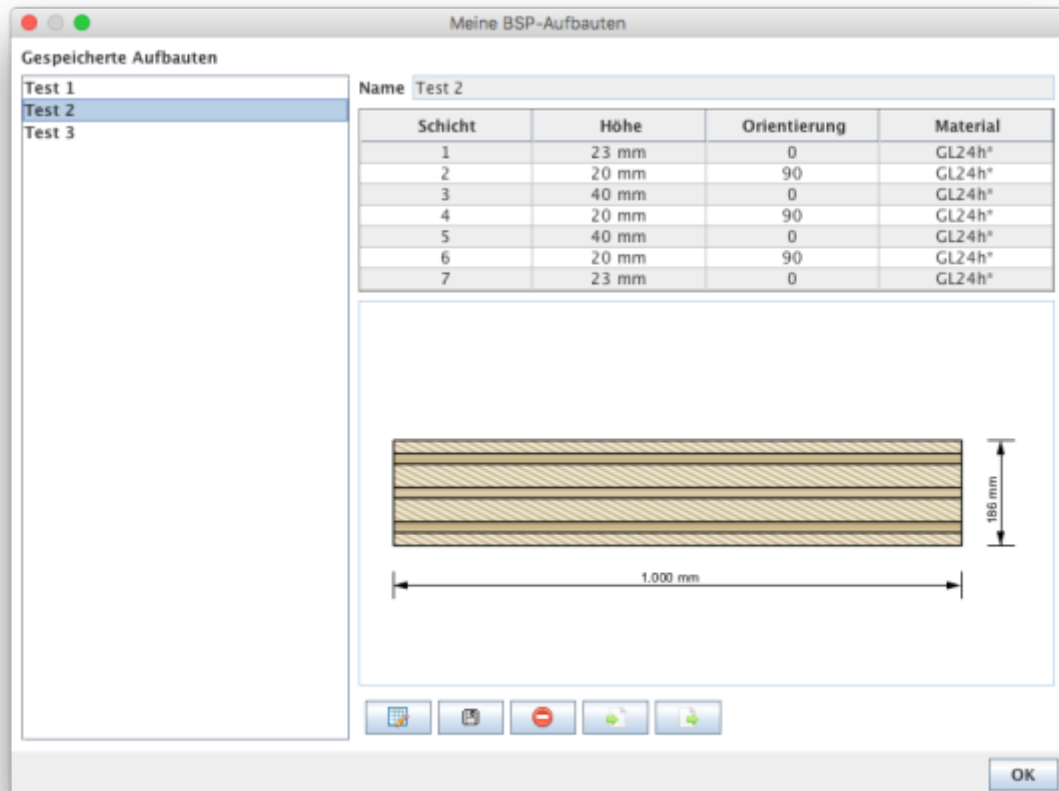 Meine BSP-Aufbauten
Gespeicherte Aufbauten
Test 1
Test 2
Test 3
Name Test 2
Schicht Höhe Orientierung Material
1 23 mm 0 GL24h*
2 20 mm 90 GL24h*
3 40 mm 0 GL24h*
4 20 mm 90 GL24h*
5 40 mm 0 GL24h*
6 20 mm 90 GL24h*
7 23 mm 0 GL24h*
186 mm
1.000 mm
OK